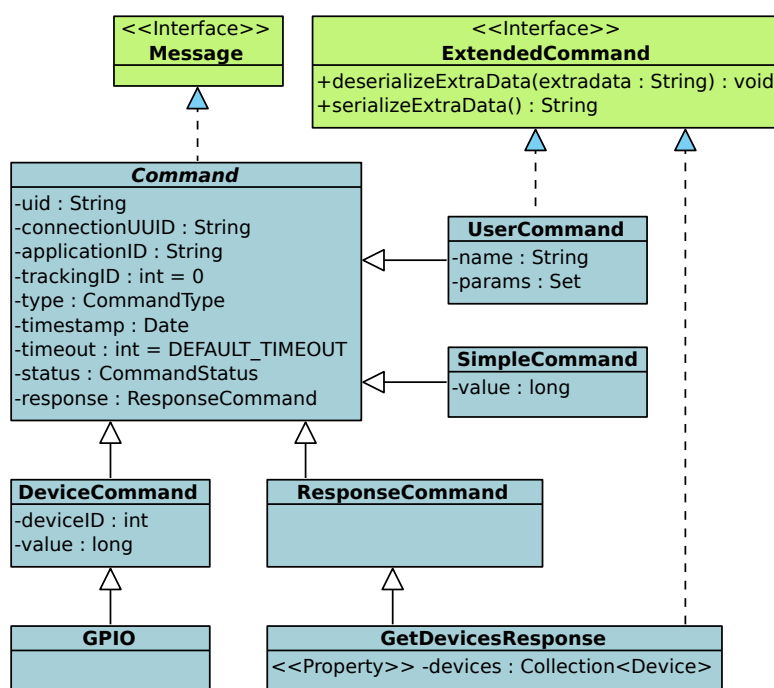 <<Interface>>
Message
<<Interface>>
ExtendedCommand
+deserializeExtraData(extradata : String) : void
+serializeExtraData() : String
Command
-uid : String
-connectionUUID : String
-applicationID : String
-trackingID : int = 0
-type : CommandType
-timestamp : Date
-timeout : int = DEFAULT_TIMEOUT
-status : CommandStatus
-response : ResponseCommand
UserCommand
-name : String
-params : Set
SimpleCommand
-value : long
DeviceCommand
-deviceID : int
-value : long
ResponseCommand
GPIO
GetDevicesResponse
<<Property>> -devices : Collection<Device>